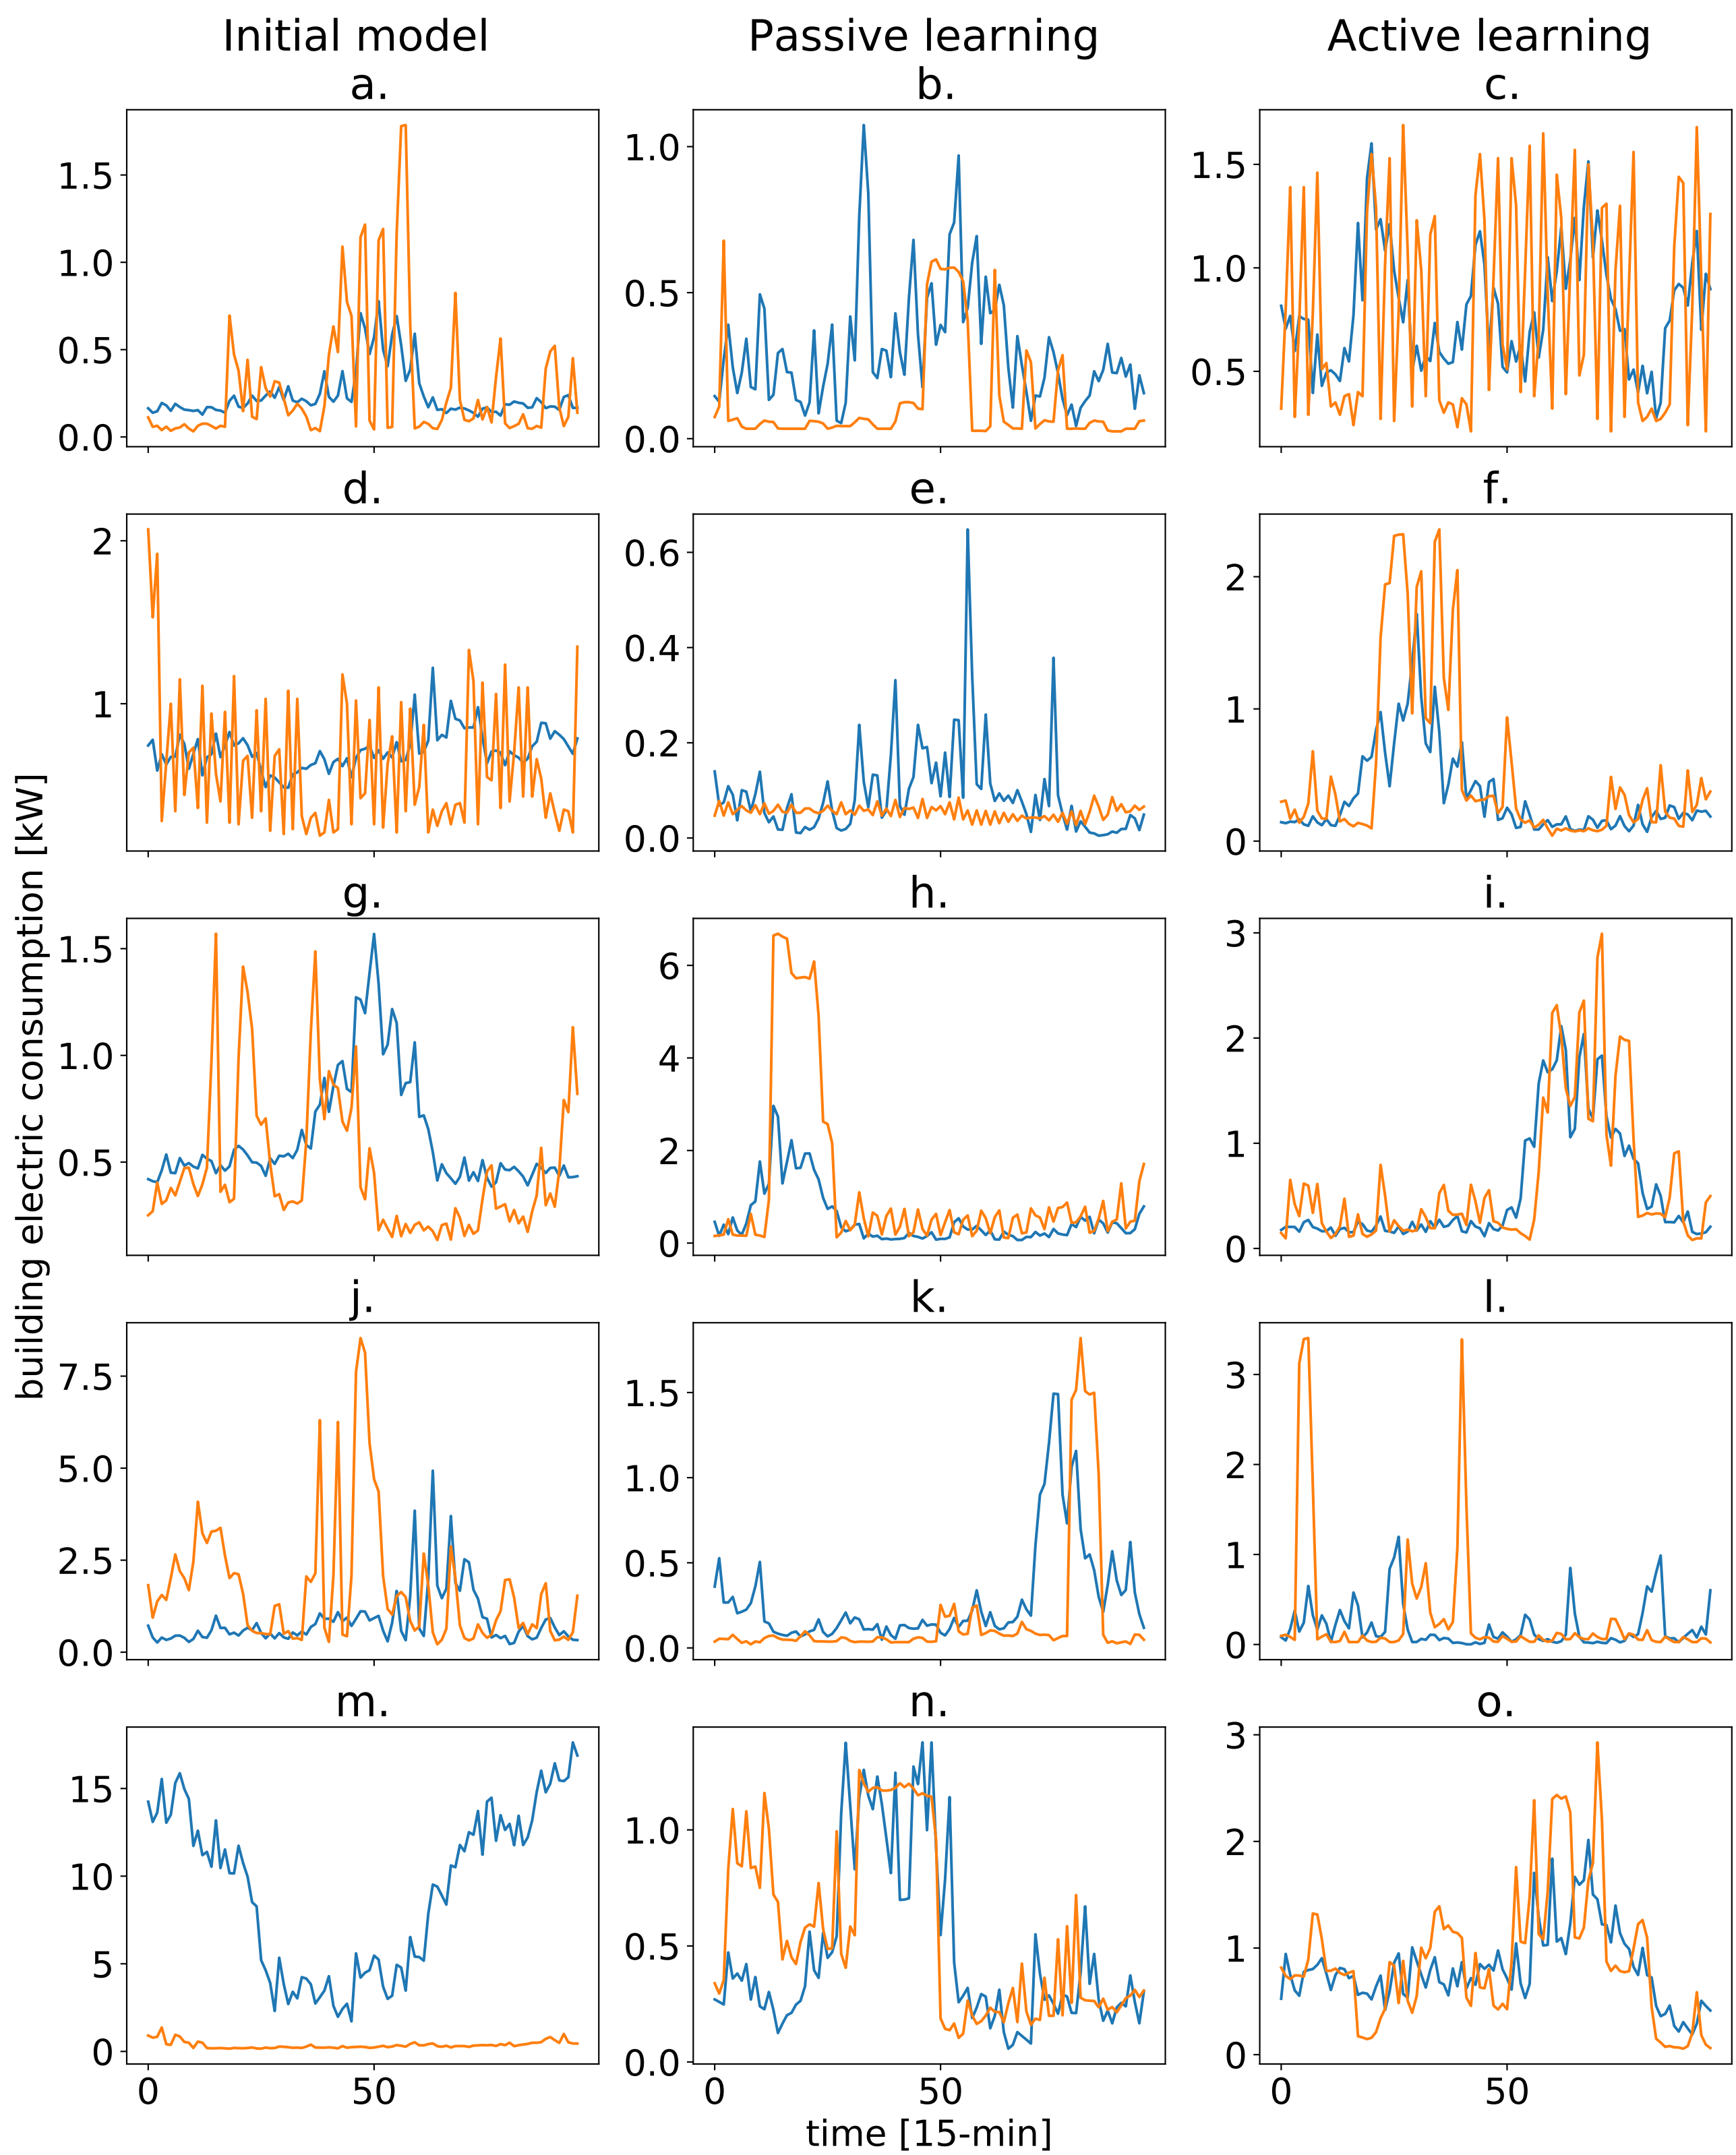 Initial model Passive learning Active learning
a. b. c.
1.5 1.0 1.5
1.0 0.5 1.0
0.5 0.0 0.5
0.0
d. e. f.
2 0.6 2
1 0.4 1
0.2 0
0.0
g. h. i.
1.5 6 3
1.0 4 2
0.5 2 1
0 0
j. k. l.
7.5 1.5 3
5.0 1.0 2
2.5 0.5 1
0.0 0.0 0
m. n. o.
15 1.0 3
10 0.5 2
5 0.0 1
0 0
0 50 0 50 0 50
time [15-min]
building electric consumption [kW]